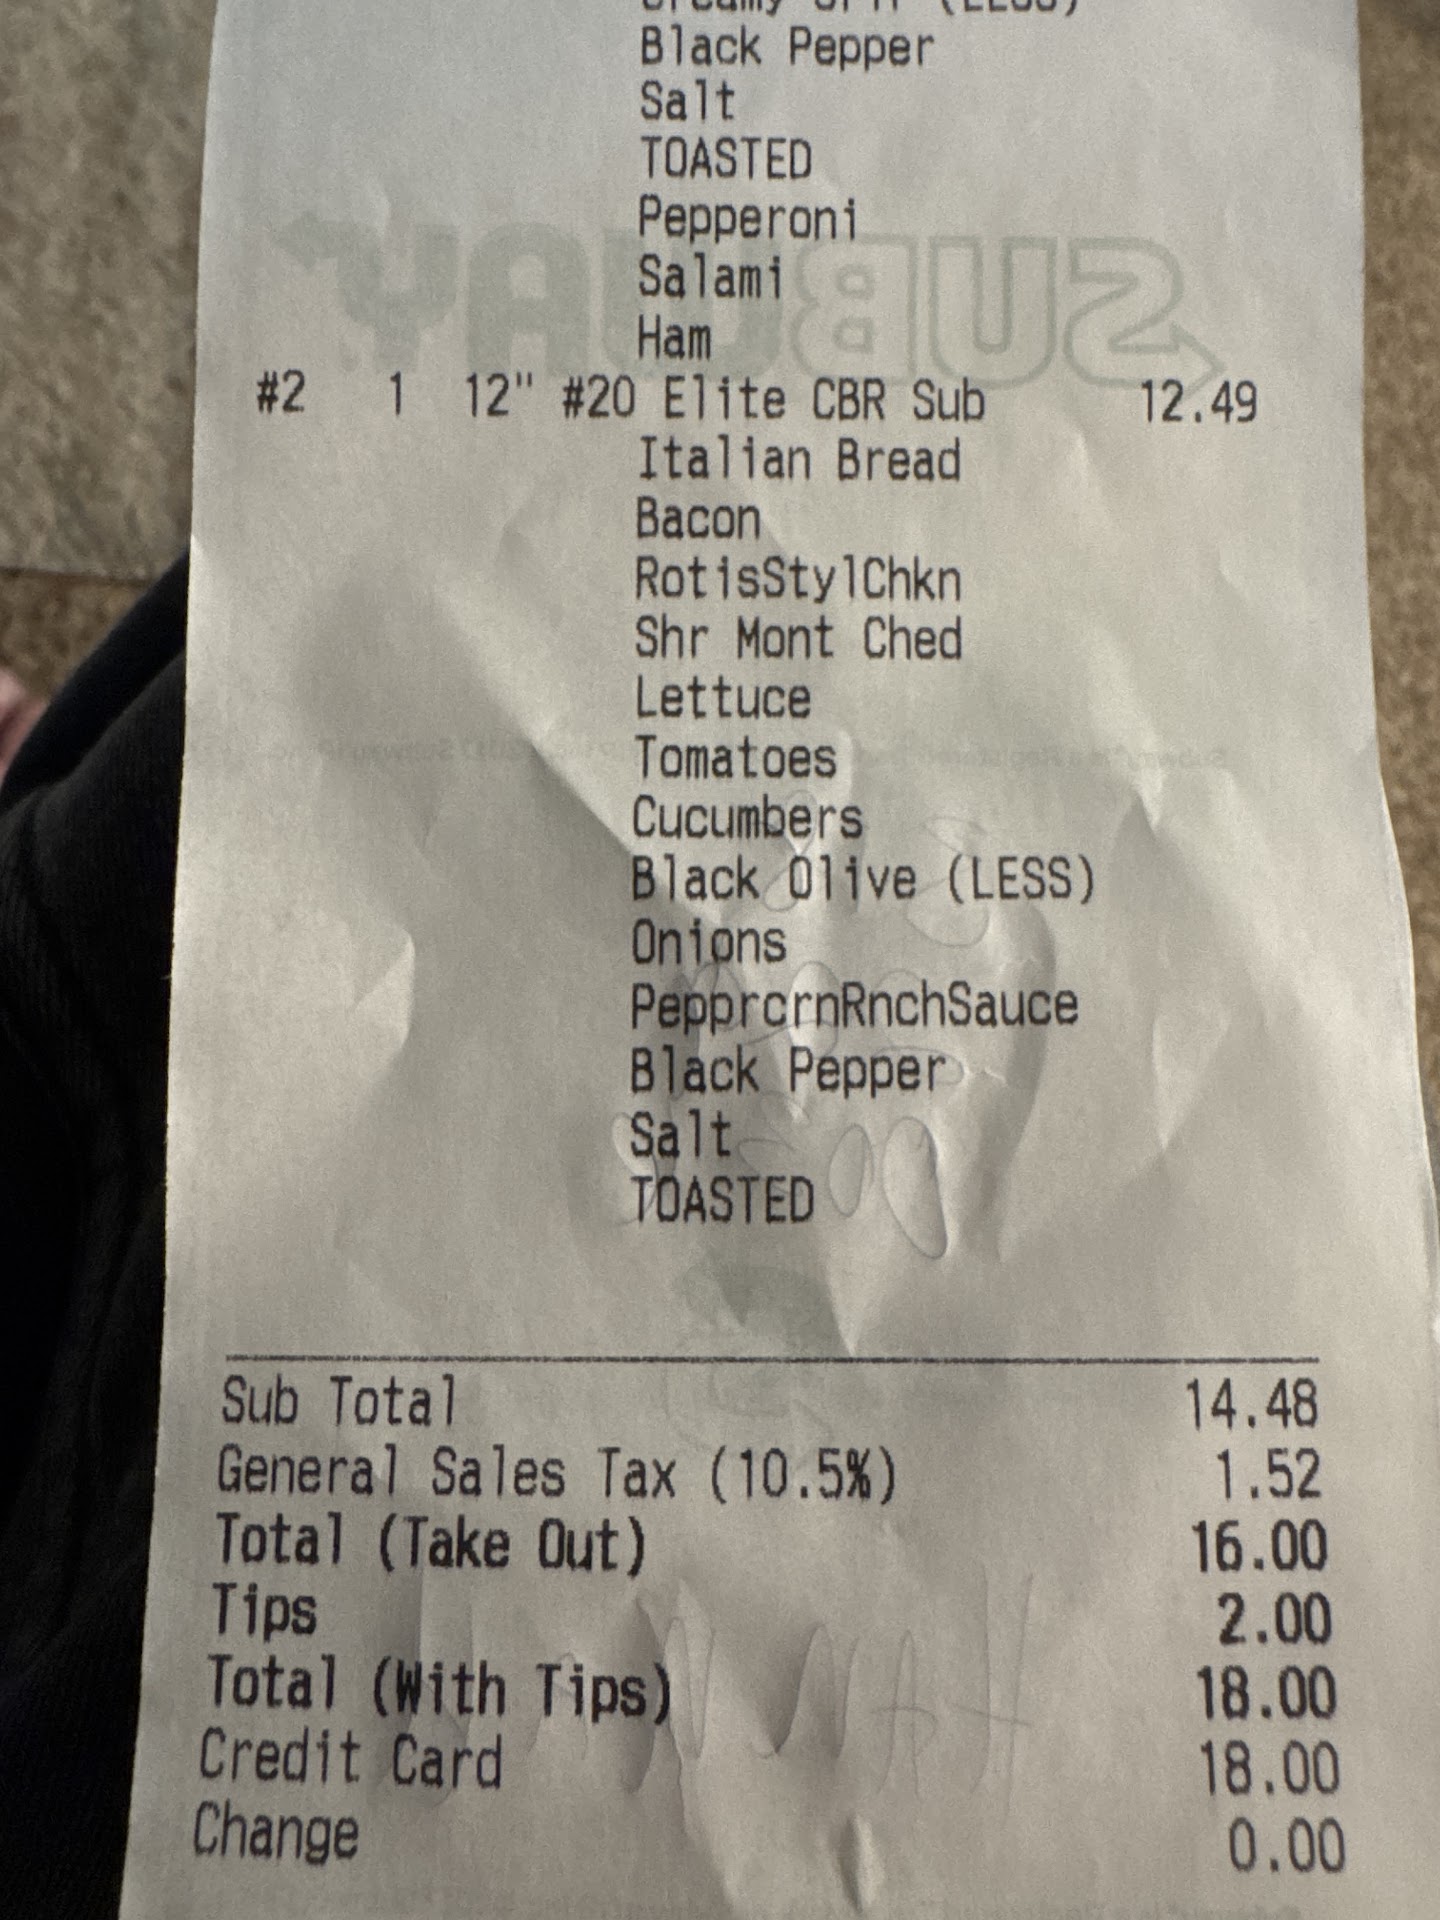 Black Pepper
Salt
TOASTED
Pepperoni
SUBWAY
Salami
Ham
#2 1 12" #20 Elite CBR Sub 12.49
Italian Bread
Bacon
RotisStylChkn
Shr Mont Ched
Lettuce
Tomatoes
Cucumbers
Black Olive (LESS)
Onions
PepprcrnRnchSauce
Black Pepper
Salt
TOASTED
Sub Total 14.48
General Sales Tax (10.5%) 1.52
Total (Take Out) 16.00
Tips 2.00
Total (With Tips) 18.00
Credit Card 18.00
Change 0.00